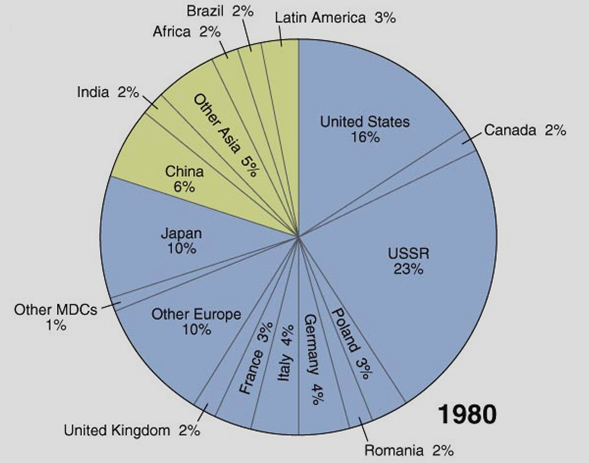 Brazil 2%
Latin America 3%
Africa 2%
India 2%
Other Asia 5%
United States
16%
Canada 2%
China
6%
Japan
10%
USSR
23%
Other MDCs
1%
Other Europe
10%
France 3%
Italy 4%
Germany 4%
Poland 3%
United Kingdom 2%
Romania 2%
1980